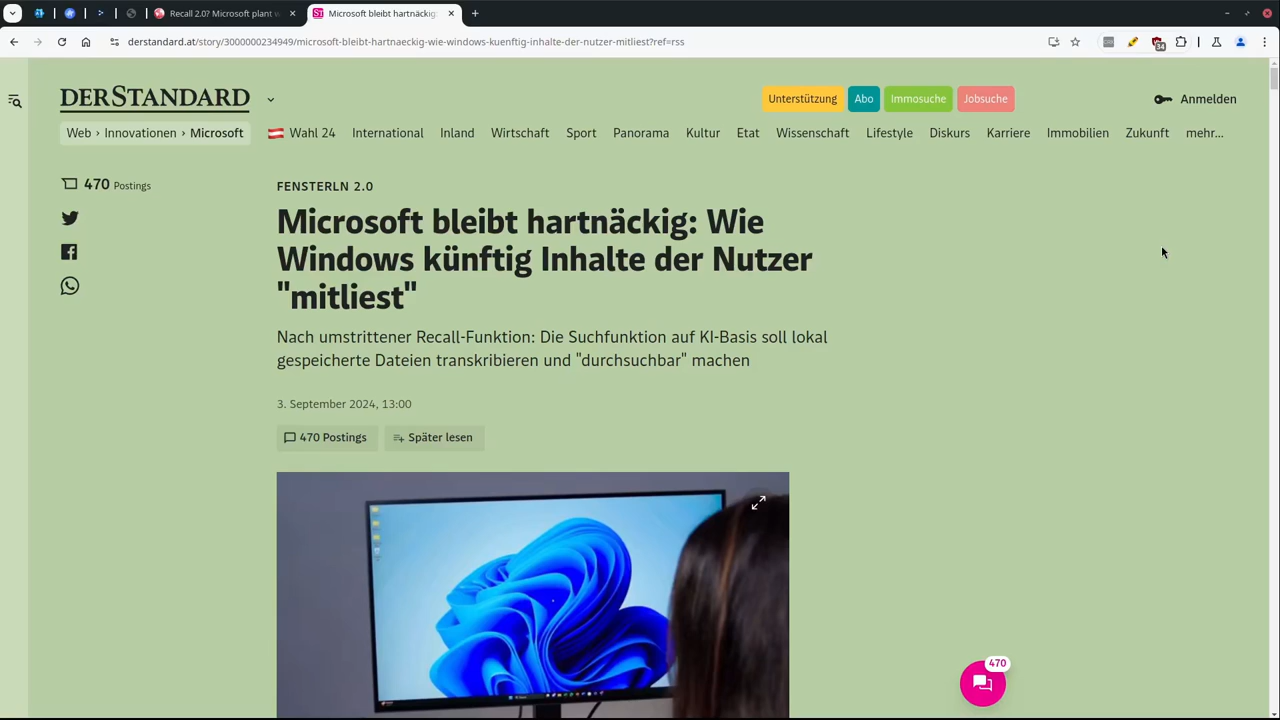 Recall 2.0? Microsoft plant w
Microsoft bleibt hartnäckig:
derstandard.at/story/3000000234949/microsoft-bleibt-hartnaeckig-wie-windows-kuenftig-inhalte-der-nutzer-mitliest?ref=rss
34
DERSTANDARD
Unterstützung
Abo
Immosuche
Jobsuche
Anmelden
Web › Innovationen › Microsoft
Wahl 24
International
Inland
Wirtschaft
Sport
Panorama
Kultur
Etat
Wissenschaft
Lifestyle
Diskurs
Karriere
Immobilien
Zukunft
mehr...
470 Postings
FENSTERLN 2.0
Microsoft bleibt hartnäckig: Wie
Windows künftig Inhalte der Nutzer
"mitliest"
Nach umstrittener Recall-Funktion: Die Suchfunktion auf KI-Basis soll lokal
gespeicherte Dateien transkribieren und "durchsuchbar" machen
3. September 2024, 13:00
470 Postings
Später lesen
470